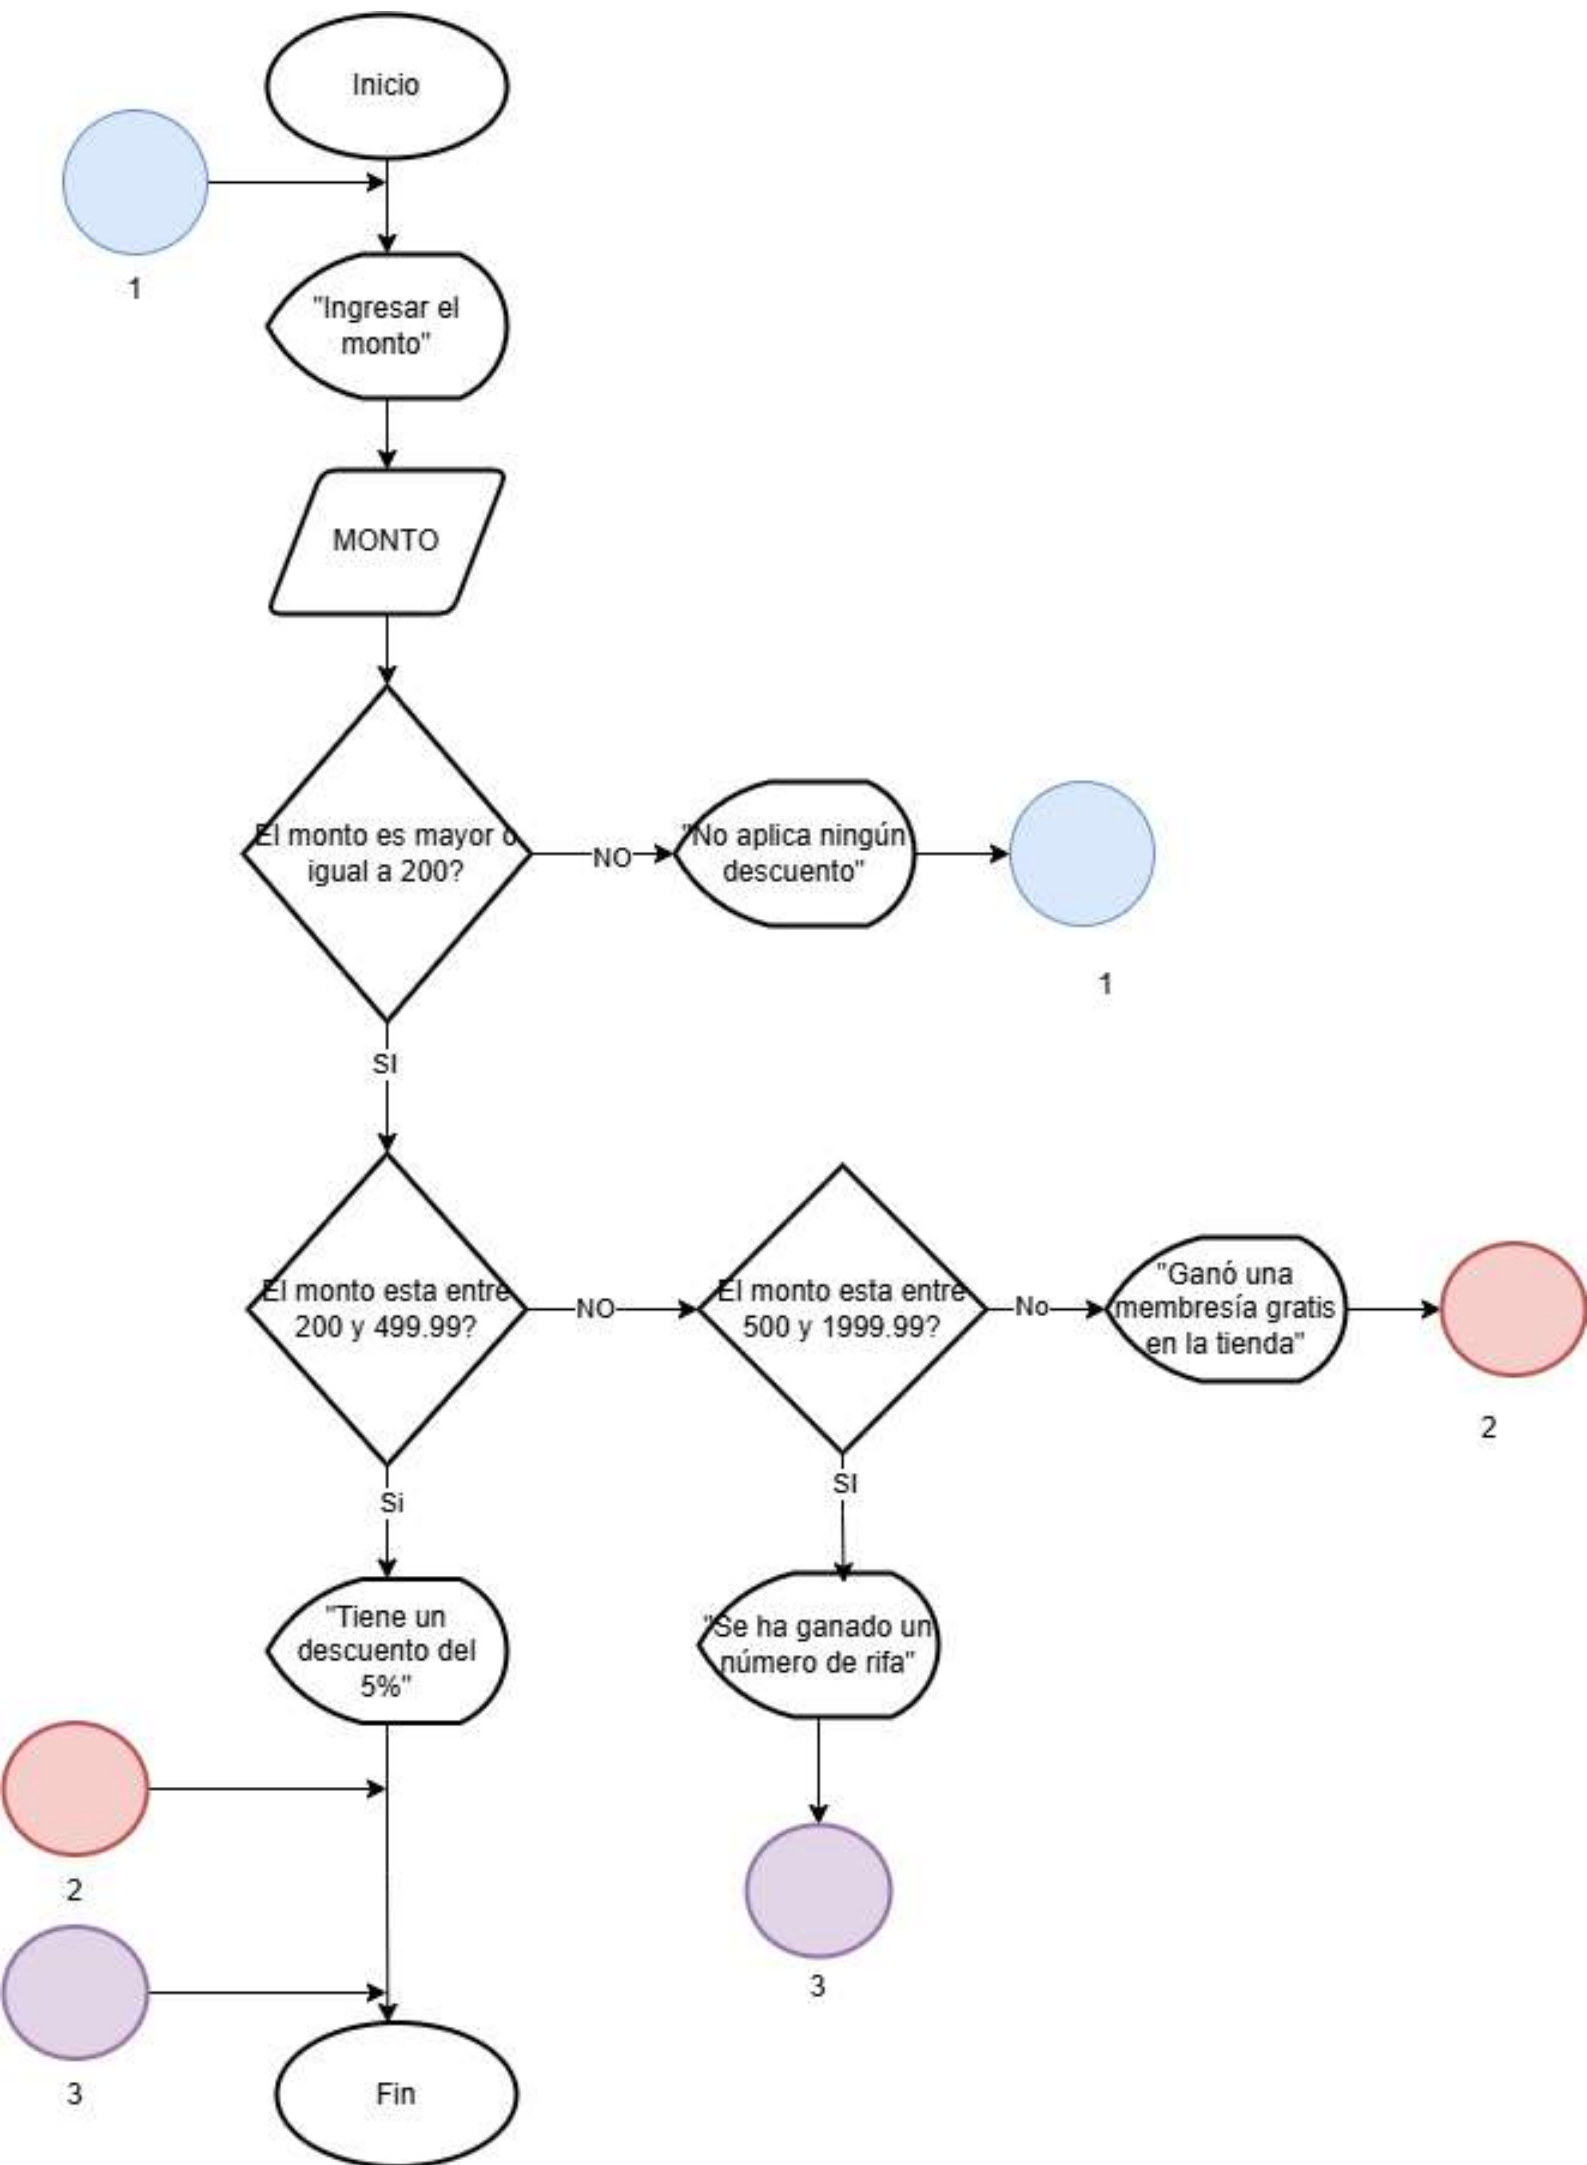 Inicio
1
"Ingresar el
monto"
MONTO
El monto es mayor o
igual a 200?
NO
"No aplica ningún
descuento"
1
SI
El monto esta entre
200 y 499.99?
NO
El monto esta entre
500 y 1999.99?
No
"Ganó una
membresía gratis
en la tienda"
2
Si
SI
"Tiene un
descuento del
5%"
"Se ha ganado un
número de rifa"
2
3
3
Fin